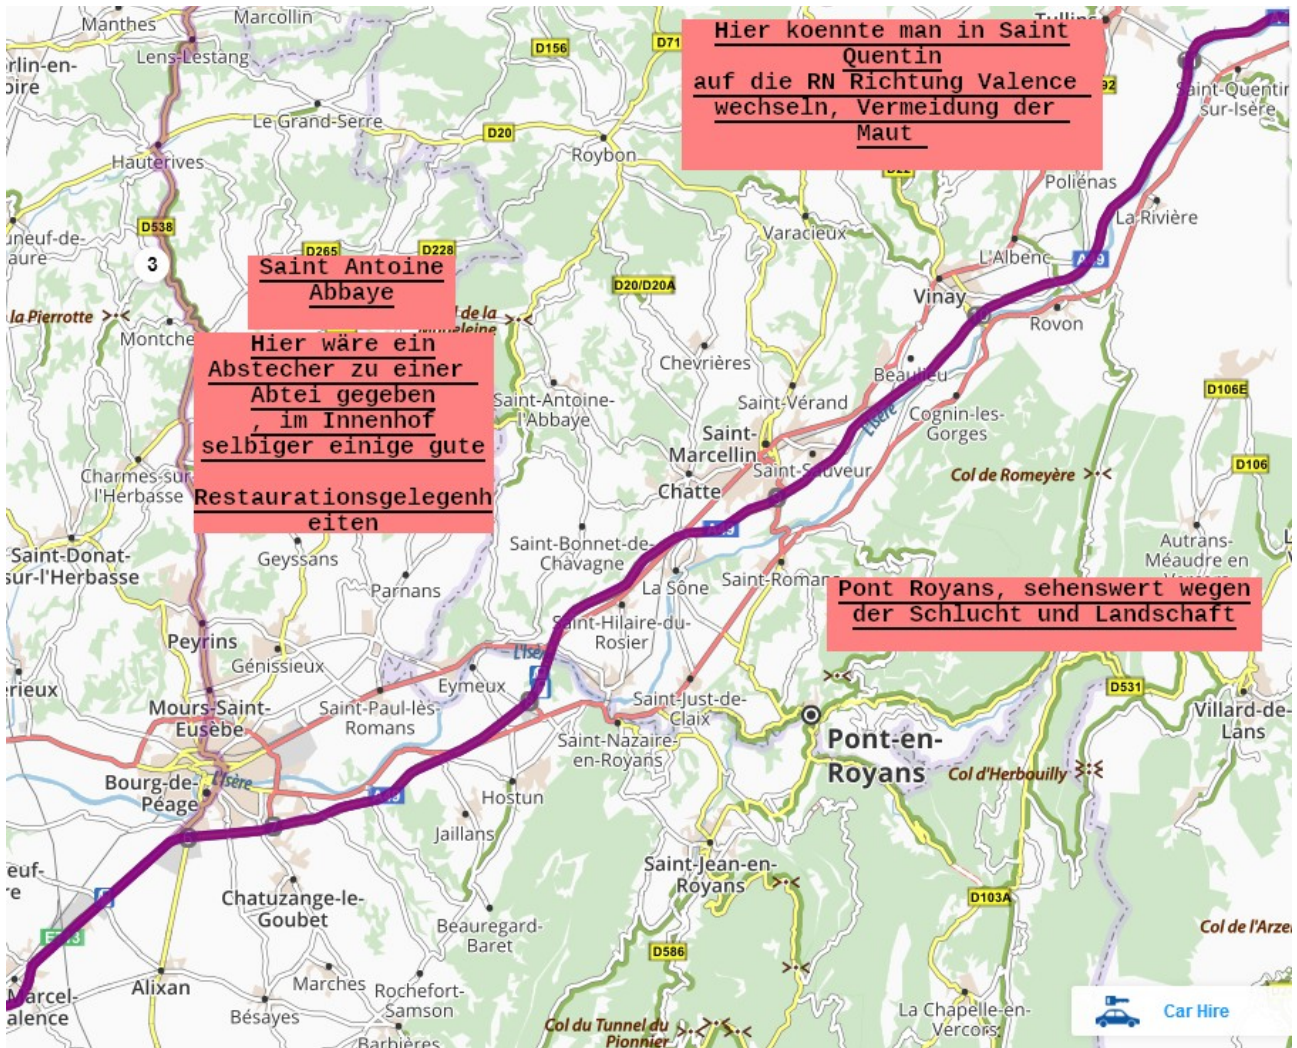 Manthes
Marcollin
Lens-Lestang
D156
D71
Hier koennte man in Saint
Quentin
auf die RN Richtung Valence
wechseln, Vermeidung der
Maut
Tullins
Saint-Quentin-
sur-Isère
Le Grand-Serre
D20
Hauterives
Roybon
D22
Poliénas
La Rivière
D538
3
D265
D228
Varacieux
L'Albenc
Saint Antoine
Abbaye
D20/D20A
Vinay
Rovon
la Pierrotte
Hier wäre ein
Abstecher zu einer
Abtei gegeben
, im Innenhof
selbiger einige gute
Restaurationsgelegenh
eiten
Chevrières
Beaulieu
D106E
Saint-Antoine-
l'Abbaye
Saint-Vérand
L'Isère
Cognin-les-
Gorges
Saint-
Marcellin
Saint-Sauveur
Charmes-sur-
l'Herbasse
Chatte
Col de Romeyère
D106
Saint-Donat-
sur-l'Herbasse
Geyssans
Saint-Bonnet-de-
Chavagne
Autrans-
Méaudre en
Parnans
La Sône
Saint-Romans
Pont Royans, sehenswert wegen
der Schlucht und Landschaft
Peyrins
Génissieux
Saint-Hilaire-du-
Rosier
L'Isère
Eymeux
Mours-Saint-
Eusèbe
Saint-Paul-lès-
Romans
Saint-Just-de-
Claix
D531
Villard-de-
Lans
Saint-Nazaire-
en-Royans
Pont-en-
Royans
Col d'Herbouilly
Bourg-de-
Péage
L'Isère
Hostun
Jaillans
Saint-Jean-en-
Royans
Chatuzange-le-
Goubet
Beauregard-
Baret
D103A
Col de l'Arze
D586
Alixan
Marches
Rochefort-
Samson
Bésayes
Barbières
La Chapelle-en-
Vercors
Col du Tunnel du
Pionnier
Car Hire